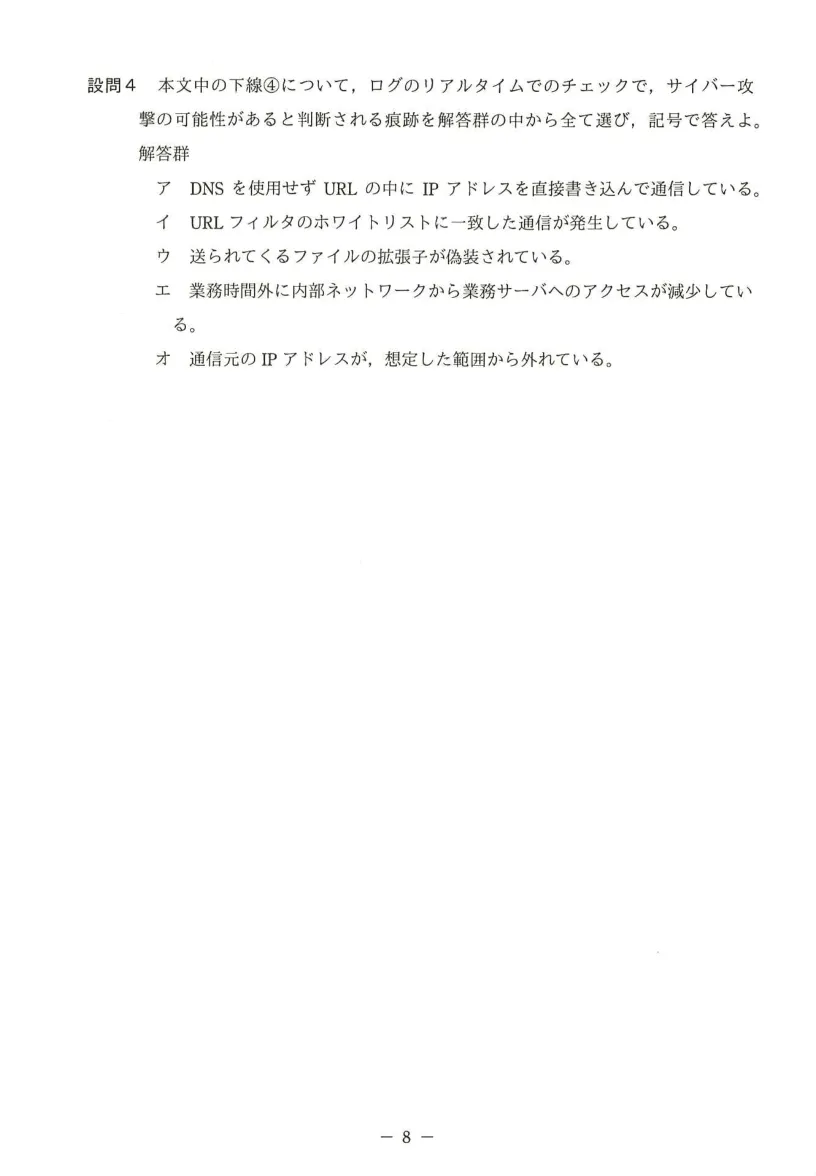 設問４　本文中の下線④について，ログのリアルタイムでのチェックで，サイバー攻
撃の可能性があると判断される痕跡を解答群の中から全て選び，記号で答えよ。
解答群
ア　DNS を使用せず URL の中に IP アドレスを直接書き込んで通信している。
イ　URL フィルタのホワイトリストに一致した通信が発生している。
ウ　送られてくるファイルの拡張子が偽装されている。
エ　業務時間外に内部ネットワークから業務サーバへのアクセスが減少してい
る。
オ　通信元の IP アドレスが，想定した範囲から外れている。
－ 8 －